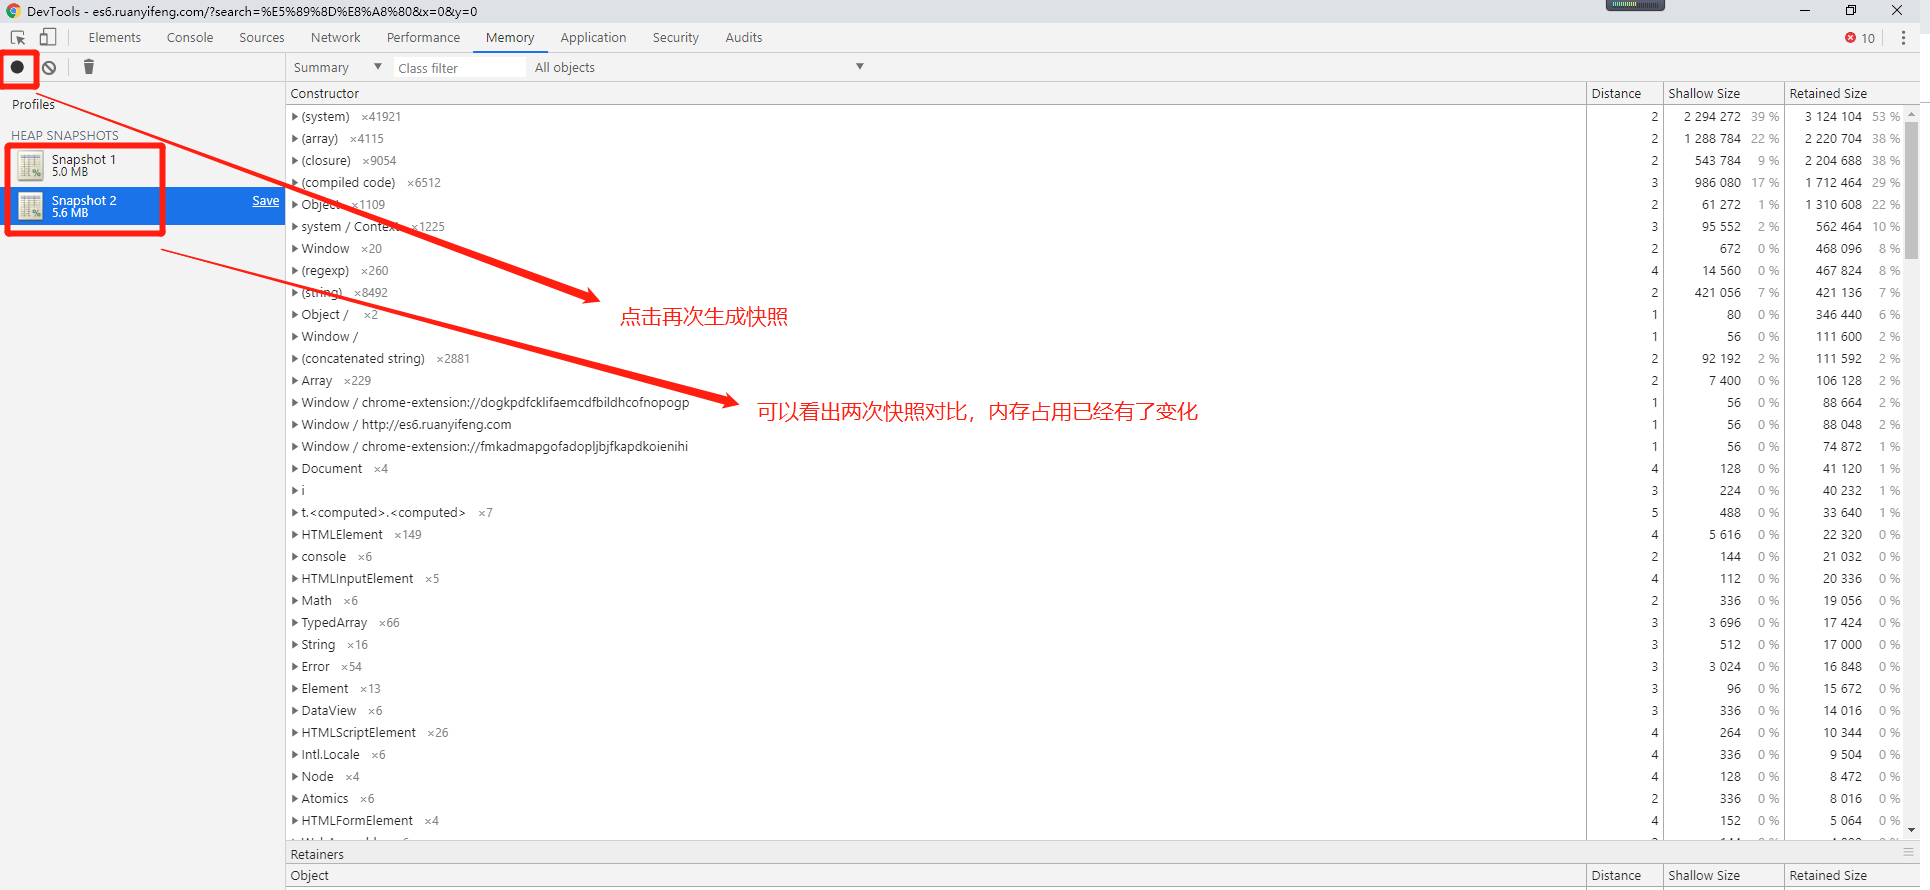 DevTools - es6.ruanyifeng.com/?search=%E5%89%8D%E8%A8%80&x=0&y=0
Elements Console Sources Network Performance Memory Application Security Audits 10
Summary Class filter All objects
Profiles
HEAP SNAPSHOTS
Snapshot 1
5.0 MB
Snapshot 2 Save
5.6 MB
Constructor Distance Shallow Size Retained Size
(system) ×41921 2 2 294 272 39 % 3 124 104 53 %
(array) ×4115 2 1 288 784 22 % 2 220 704 38 %
(closure) ×9054 2 543 784 9 % 2 204 688 38 %
(compiled code) ×6512 3 986 080 17 % 1 712 464 29 %
Object ×1109 2 61 272 1 % 1 310 608 22 %
system / Context ×1225 3 95 552 2 % 562 464 10 %
Window ×20 2 672 0 % 468 096 8 %
(regexp) ×260 4 14 560 0 % 467 824 8 %
(string) ×8492 2 421 056 7 % 421 136 7 %
Object / ×2 1 80 0 % 346 440 6 %
点击再次生成快照
Window / 1 56 0 % 111 600 2 %
(concatenated string) ×2881 2 92 192 2 % 111 592 2 %
Array ×229 2 7 400 0 % 106 128 2 %
Window / chrome-extension://dogkpdfcklifaemcdfbildhcofnopogp 1 56 0 % 88 664 2 %
可以看出两次快照对比，内存占用已经有了变化
Window / http://es6.ruanyifeng.com 1 56 0 % 88 048 2 %
Window / chrome-extension://fmkadmapgofadopljbjfkapdkoienihi 1 56 0 % 74 872 1 %
Document ×4 4 128 0 % 41 120 1 %
i 3 224 0 % 40 232 1 %
t.<computed>.<computed> ×7 5 488 0 % 33 640 1 %
HTMLElement ×149 4 5 616 0 % 22 320 0 %
console ×6 2 144 0 % 21 032 0 %
HTMLInputElement ×5 4 112 0 % 20 336 0 %
Math ×6 2 336 0 % 19 056 0 %
TypedArray ×66 3 3 696 0 % 17 424 0 %
String ×16 3 512 0 % 17 000 0 %
Error ×54 3 3 024 0 % 16 848 0 %
Element ×13 3 96 0 % 15 672 0 %
DataView ×6 3 336 0 % 14 016 0 %
HTMLScriptElement ×26 4 264 0 % 10 344 0 %
Intl.Locale ×6 4 336 0 % 9 504 0 %
Node ×4 4 128 0 % 8 472 0 %
Atomics ×6 2 336 0 % 8 016 0 %
HTMLFormElement ×4 4 152 0 % 5 064 0 %
Retainers
Object Distance Shallow Size Retained Size